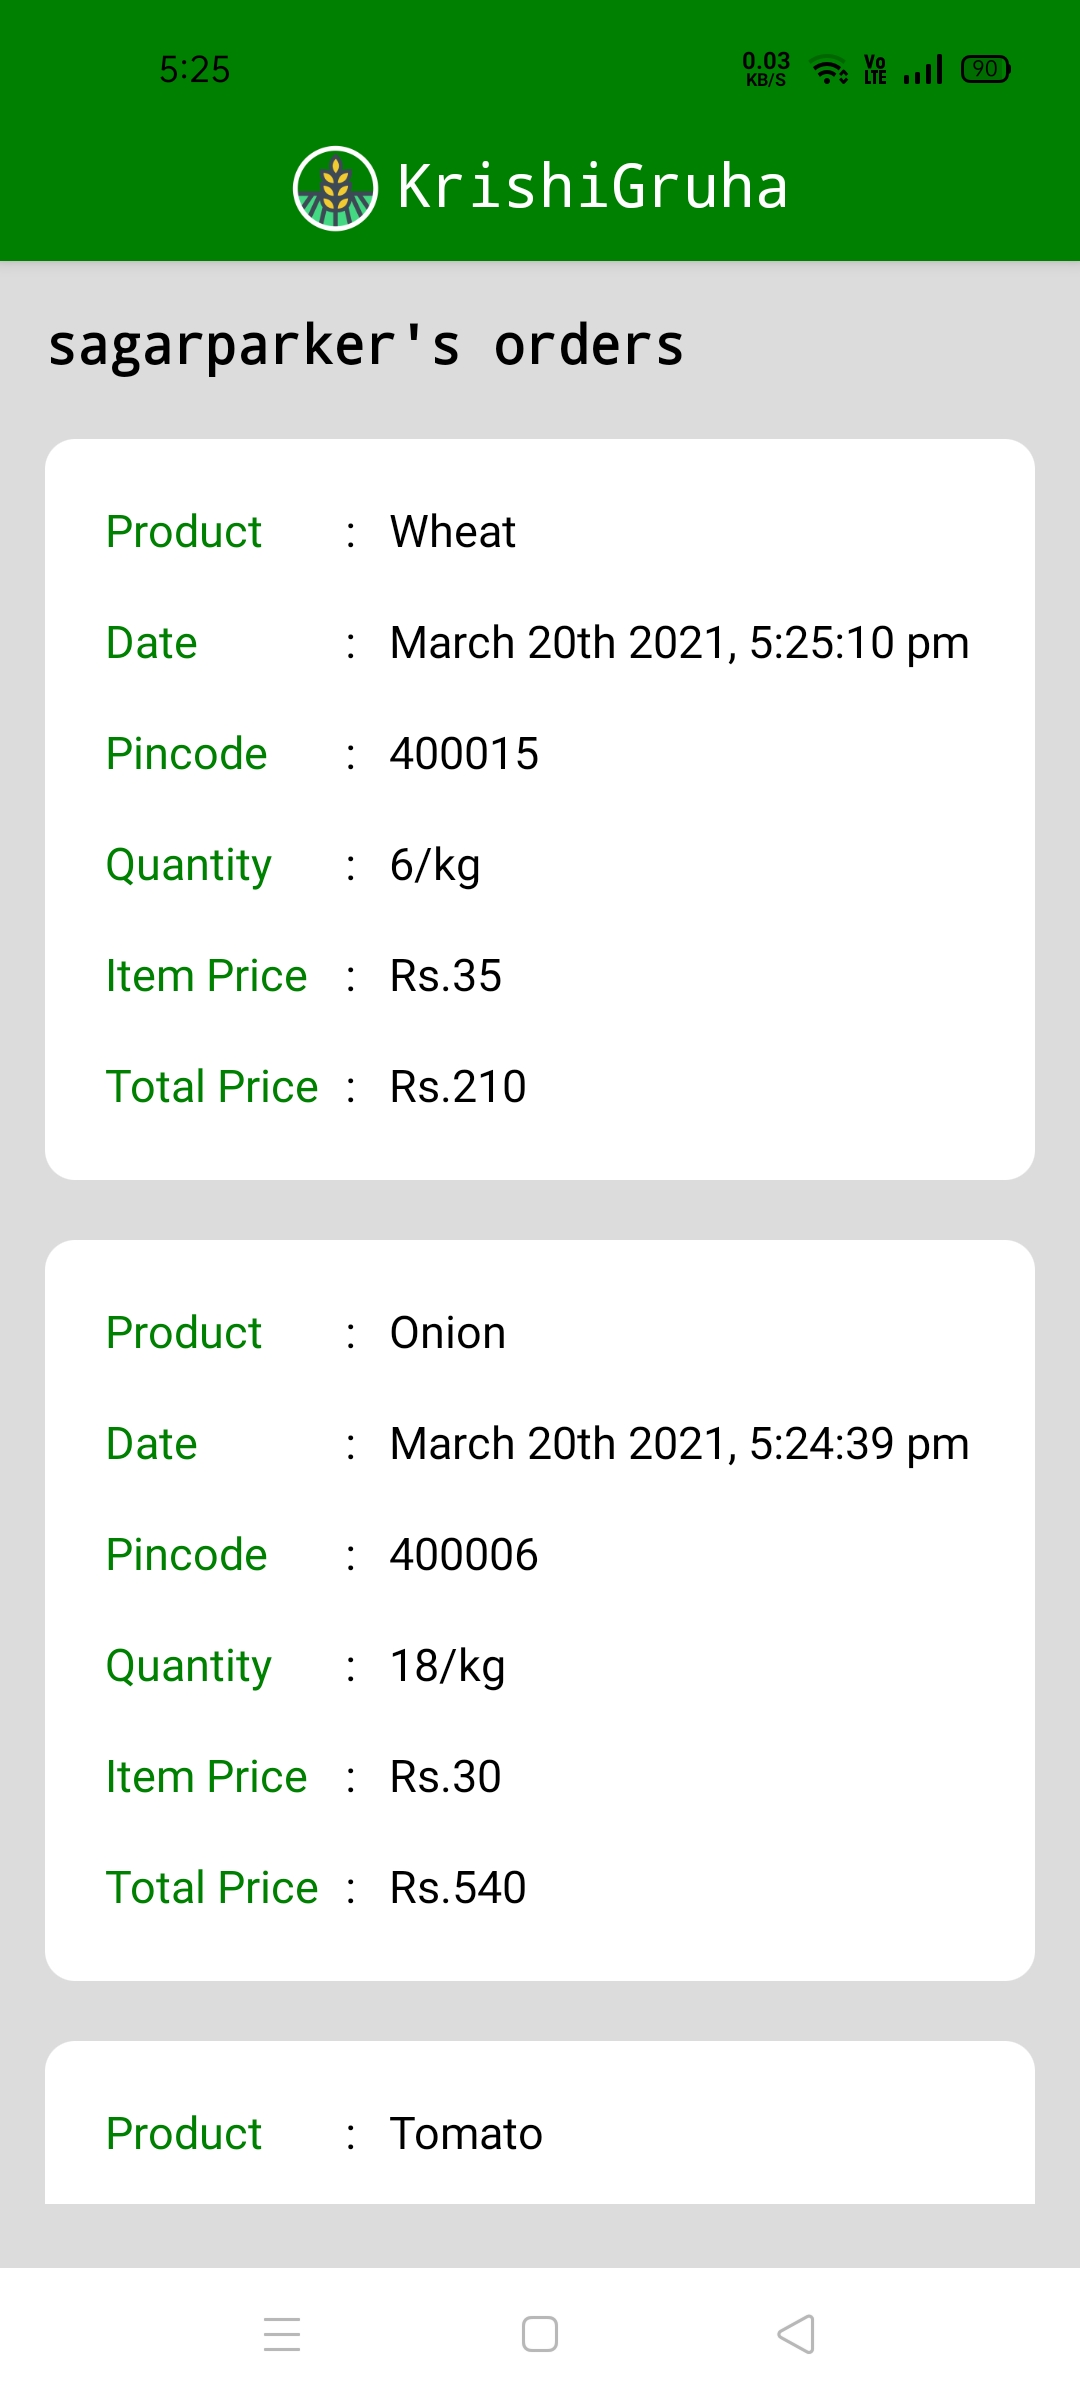 5:25
0.03 KB/S Vo LTE 90
KrishiGruha
sagarparker's orders
Product : Wheat
Date : March 20th 2021, 5:25:10 pm
Pincode : 400015
Quantity : 6/kg
Item Price : Rs.35
Total Price : Rs.210
Product : Onion
Date : March 20th 2021, 5:24:39 pm
Pincode : 400006
Quantity : 18/kg
Item Price : Rs.30
Total Price : Rs.540
Product : Tomato